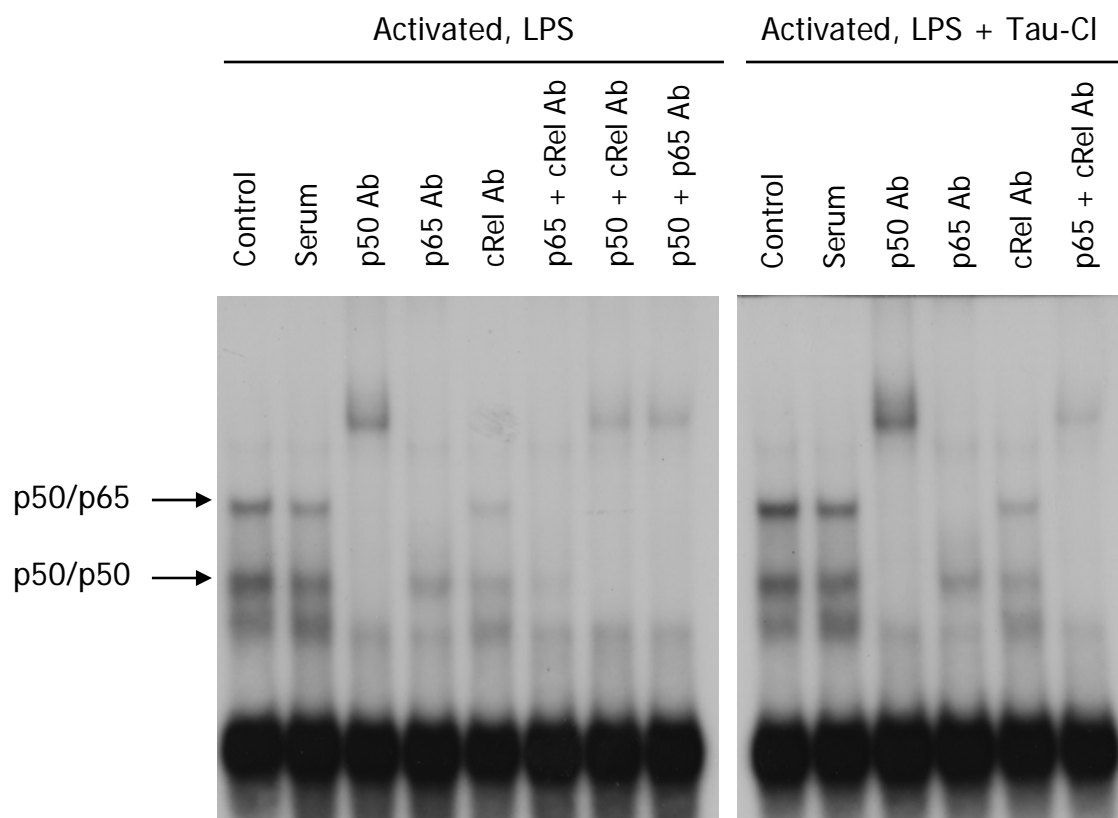 Activated, LPS
Activated, LPS + Tau-Cl
Control
Serum
p50 Ab
p65 Ab
cRel Ab
p65 + cRel Ab
p50 + cRel Ab
p50 + p65 Ab
Control
Serum
p50 Ab
p65 Ab
cRel Ab
p65 + cRel Ab
p50/p65
p50/p50